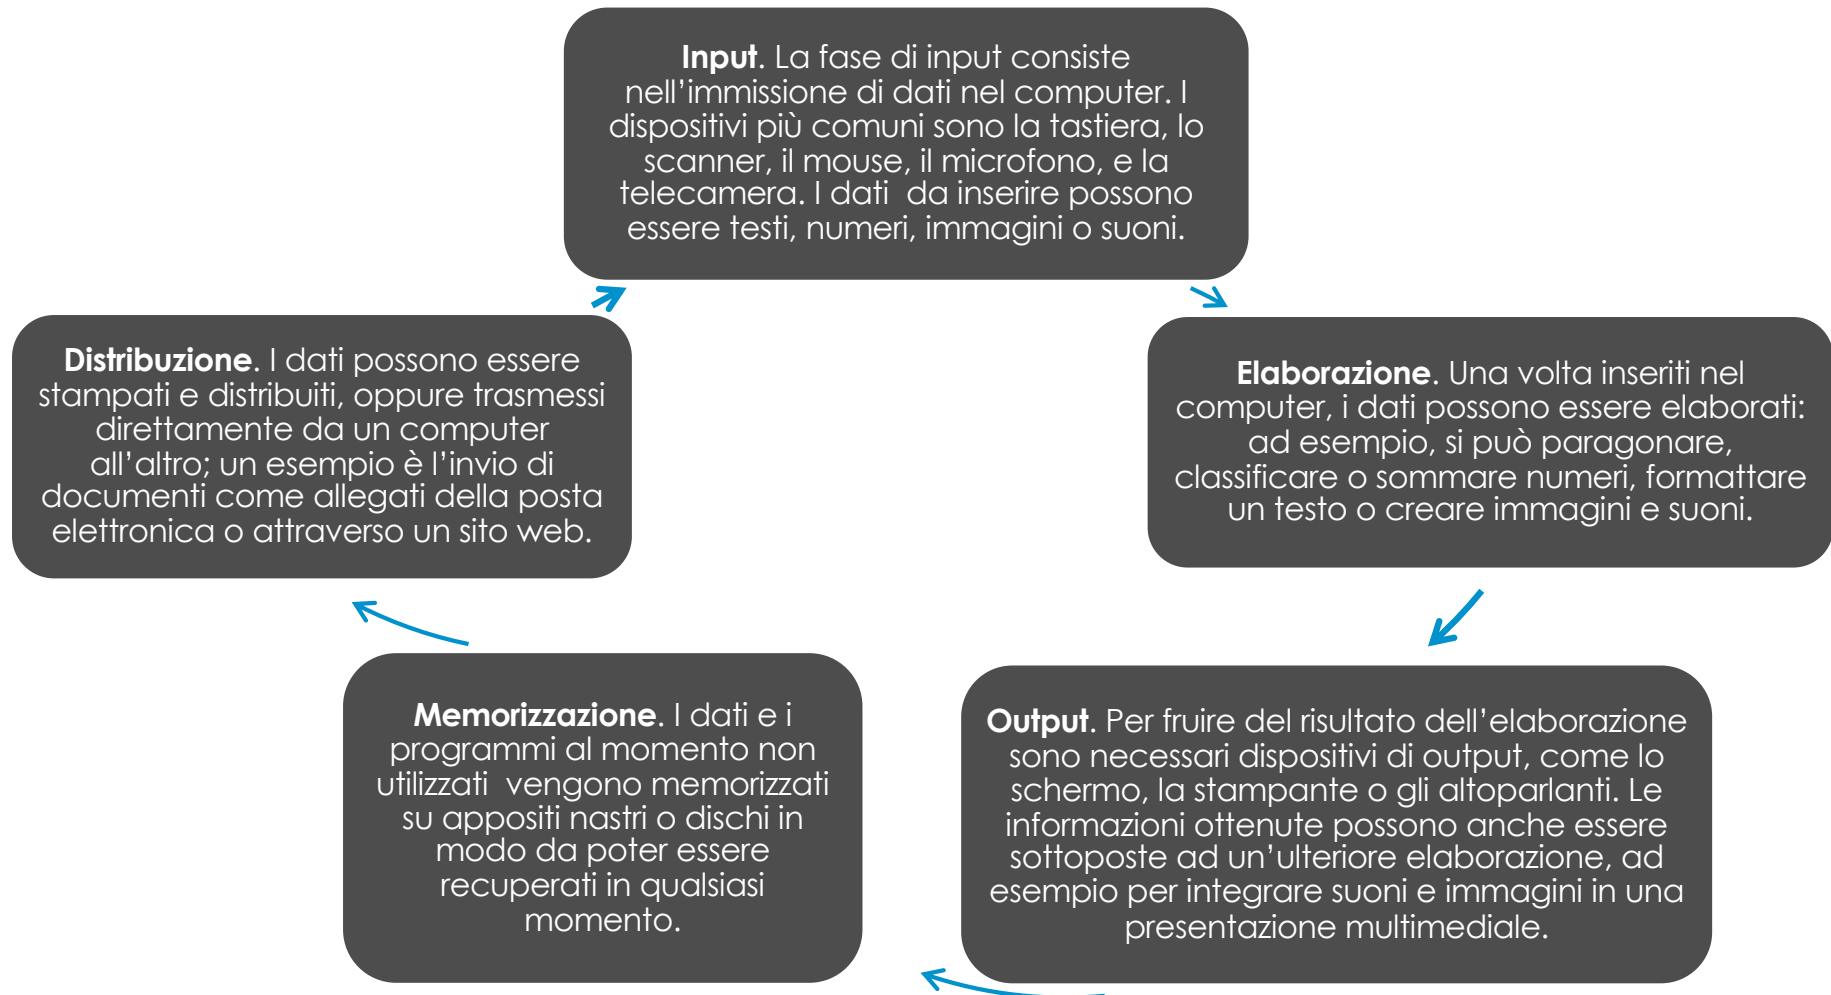 Input. La fase di input consiste
nell’immissione di dati nel computer. I
dispositivi più comuni sono la tastiera, lo
scanner, il mouse, il microfono, e la
telecamera. I dati  da inserire possono
essere testi, numeri, immagini o suoni.
Elaborazione. Una volta inseriti nel
computer, i dati possono essere elaborati:
ad esempio, si può paragonare,
classificare o sommare numeri, formattare
un testo o creare immagini e suoni.
Output. Per fruire del risultato dell’elaborazione
sono necessari dispositivi di output, come lo
schermo, la stampante o gli altoparlanti. Le
informazioni ottenute possono anche essere
sottoposte ad un’ulteriore elaborazione, ad
esempio per integrare suoni e immagini in una
presentazione multimediale.
Memorizzazione. I dati e i
programmi al momento non
utilizzati  vengono memorizzati
su appositi nastri o dischi in
modo da poter essere
recuperati in qualsiasi
momento.
Distribuzione. I dati possono essere
stampati e distribuiti, oppure trasmessi
direttamente da un computer
all’altro; un esempio è l’invio di
documenti come allegati della posta
elettronica o attraverso un sito web.